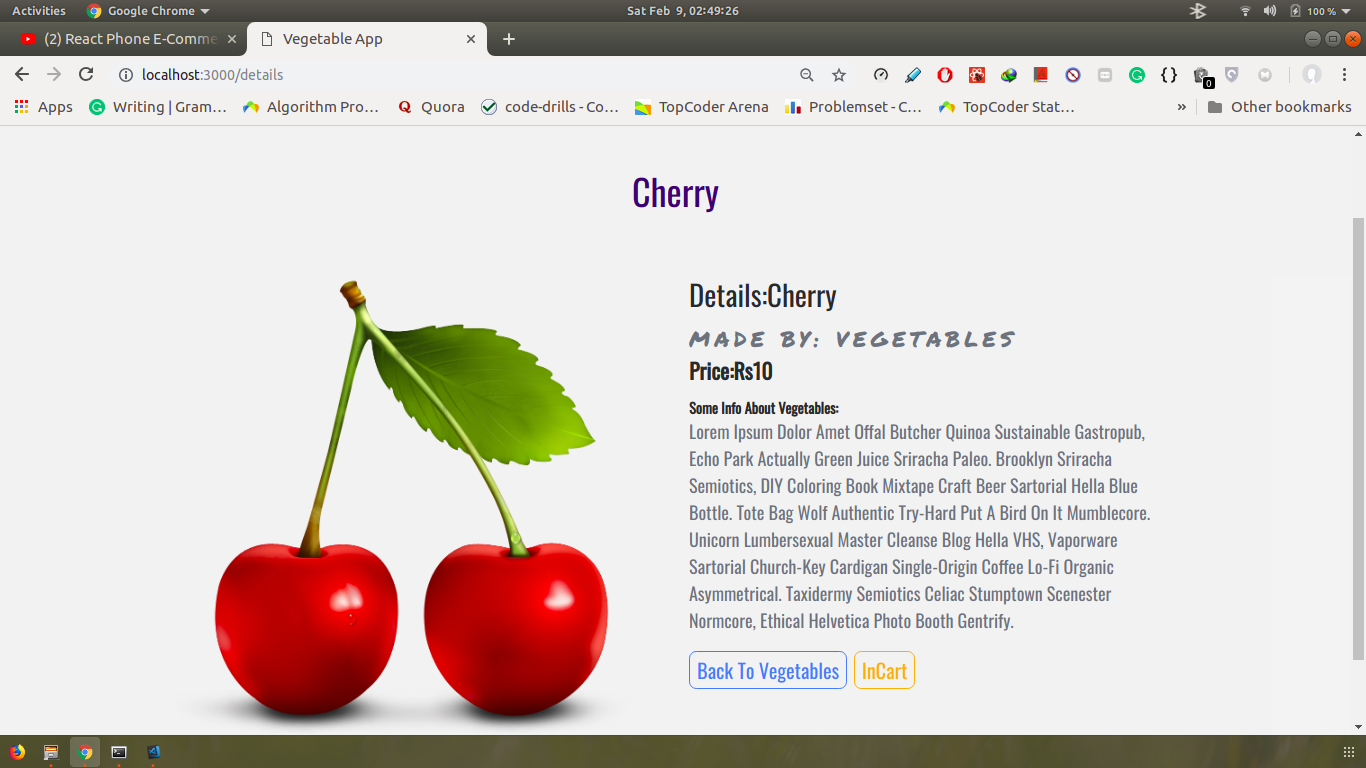 Activities Google Chrome Sat Feb 9, 02:49:26 100 %
(2) React Phone E-Comme Vegetable App
localhost:3000/details 0
Apps Writing | Gram… Algorithm Pro… Quora code-drills - Co… TopCoder Arena Problemset - C… TopCoder Stat… » Other bookmarks
Cherry
Details:Cherry
MADE BY: VEGETABLES
Price:Rs10
Some Info About Vegetables:
Lorem Ipsum Dolor Amet Offal Butcher Quinoa Sustainable Gastropub,
Echo Park Actually Green Juice Sriracha Paleo. Brooklyn Sriracha
Semiotics, DIY Coloring Book Mixtape Craft Beer Sartorial Hella Blue
Bottle. Tote Bag Wolf Authentic Try-Hard Put A Bird On It Mumblecore.
Unicorn Lumbersexual Master Cleanse Blog Hella VHS, Vaporware
Sartorial Church-Key Cardigan Single-Origin Coffee Lo-Fi Organic
Asymmetrical. Taxidermy Semiotics Celiac Stumptown Scenester
Normcore, Ethical Helvetica Photo Booth Gentrify.
Back To Vegetables InCart